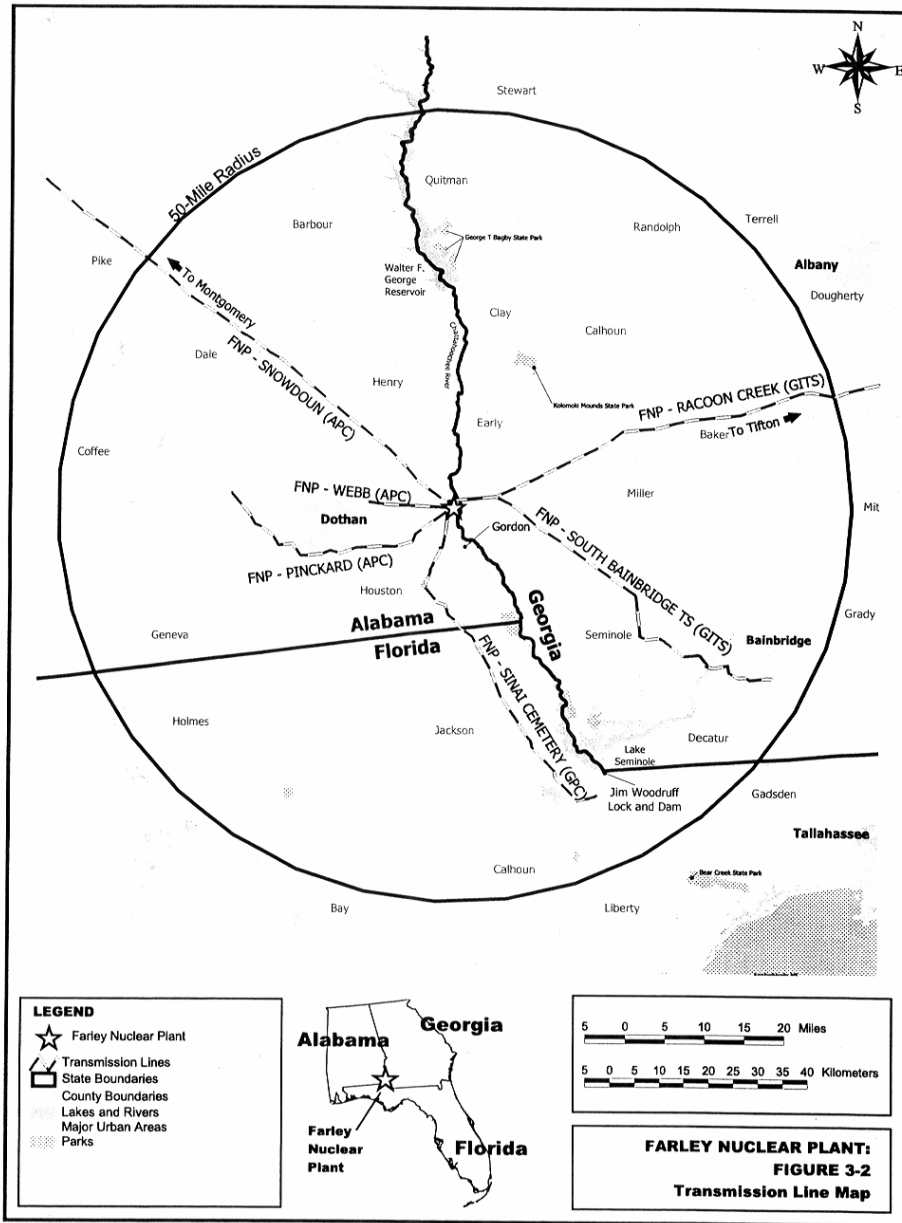 N
W
E
S
Stewart
50-Mile Radius
Quitman
Barbour
Randolph
Terrell
George T Bagby State Park
Pike
To Montgomery
Walter F.
George
Reservoir
Albany
Dougherty
Clay
Calhoun
Chattahoochee River
Dale
FNP - SNOWDOUN (APC)
Henry
Kolomoki Mounds State Park
FNP - RACOON CREEK (GITS)
Early
Baker
To Tifton
Coffee
FNP - WEBB (APC)
Miller
Dothan
Mit
Gordon
FNP - SOUTH BAINBRIDGE TS (GITS)
FNP - PINCKARD (APC)
Houston
Georgia
Grady
Alabama
Geneva
Seminole
Bainbridge
Florida
FNP - SINAI CEMETERY (GPC)
Holmes
Jackson
Decatur
Lake
Seminole
Jim Woodruff
Lock and Dam
Gadsden
Tallahassee
Calhoun
Bear Creek State Park
Bay
Liberty
LEGEND
Farley Nuclear Plant
Transmission Lines
State Boundaries
County Boundaries
Lakes and Rivers
Major Urban Areas
Parks
Alabama
Georgia
Farley
Nuclear
Plant
Florida
5 0 5 10 15 20 Miles
5 0 5 10 15 20 25 30 35 40 Kilometers
FARLEY NUCLEAR PLANT:
FIGURE 3-2
Transmission Line Map